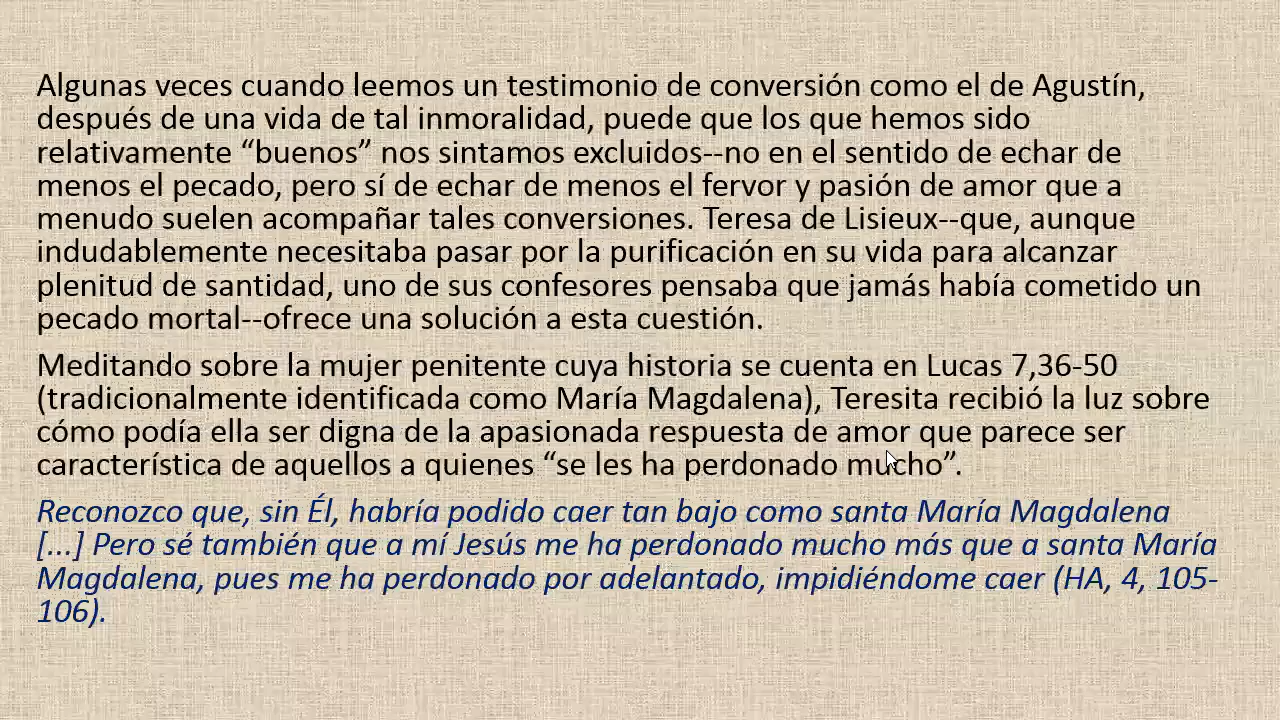 Algunas veces cuando leemos un testimonio de conversión como el de Agustín,
después de una vida de tal inmoralidad, puede que los que hemos sido
relativamente “buenos” nos sintamos excluidos--no en el sentido de echar de
menos el pecado, pero sí de echar de menos el fervor y pasión de amor que a
menudo suelen acompañar tales conversiones. Teresa de Lisieux--que, aunque
indudablemente necesitaba pasar por la purificación en su vida para alcanzar
plenitud de santidad, uno de sus confesores pensaba que jamás había cometido un
pecado mortal--ofrece una solución a esta cuestión.
Meditando sobre la mujer penitente cuya historia se cuenta en Lucas 7,36-50
(tradicionalmente identificada como María Magdalena), Teresita recibió la luz sobre
cómo podía ella ser digna de la apasionada respuesta de amor que parece ser
característica de aquellos a quienes “se les ha perdonado mucho”.
Reconozco que, sin Él, habría podido caer tan bajo como santa María Magdalena
[...] Pero sé también que a mí Jesús me ha perdonado mucho más que a santa María
Magdalena, pues me ha perdonado por adelantado, impidiéndome caer (HA, 4, 105-
106).